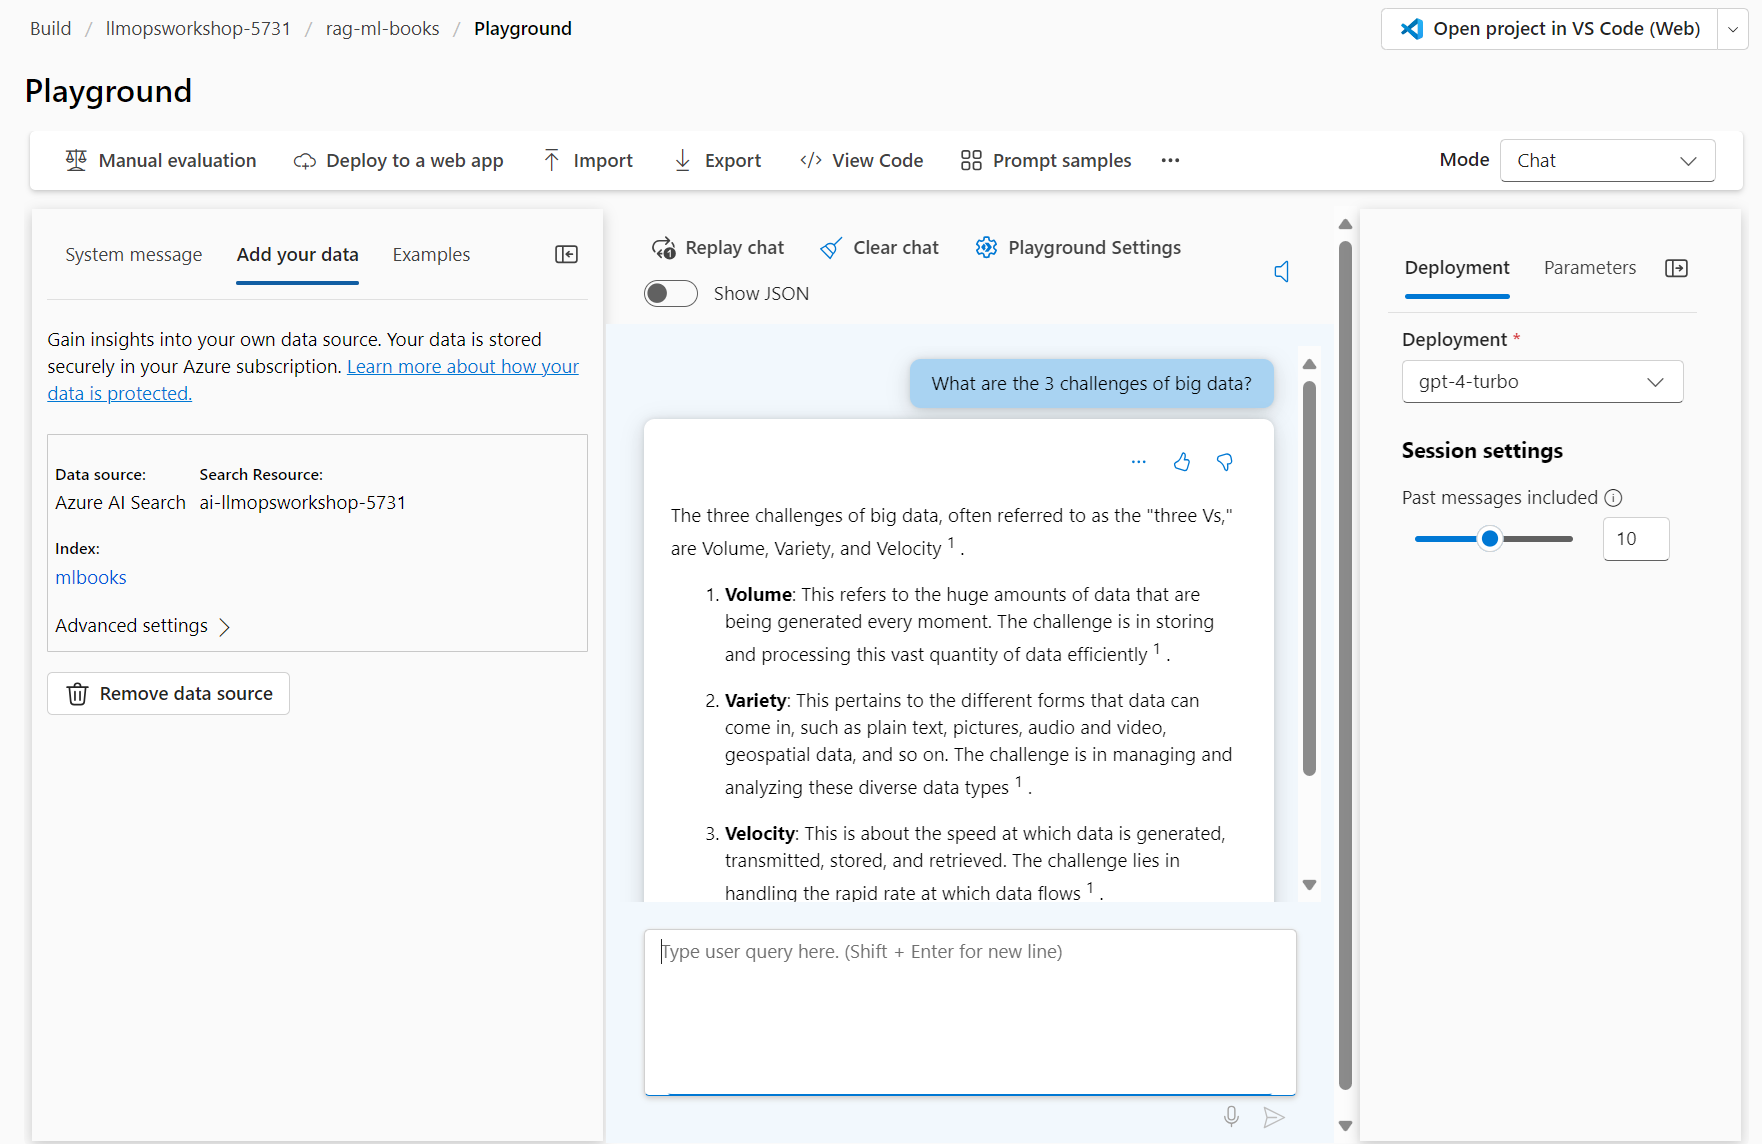 Build / llmopsworkshop-5731 / rag-ml-books / Playground
Open project in VS Code (Web)
Playground
Manual evaluation
Deploy to a web app
Import
Export
</> View Code
Prompt samples
...
Mode
Chat
System message
Add your data
Examples
Gain insights into your own data source. Your data is stored
securely in your Azure subscription. Learn more about how your
data is protected.
Data source:
Search Resource:
Azure AI Search
ai-llmopsworkshop-5731
Index:
mlbooks
Advanced settings
Remove data source
Replay chat
Clear chat
Playground Settings
Show JSON
What are the 3 challenges of big data?
...
The three challenges of big data, often referred to as the "three Vs,"
are Volume, Variety, and Velocity 1 .
1. Volume: This refers to the huge amounts of data that are
being generated every moment. The challenge is in storing
and processing this vast quantity of data efficiently 1 .
2. Variety: This pertains to the different forms that data can
come in, such as plain text, pictures, audio and video,
geospatial data, and so on. The challenge is in managing and
analyzing these diverse data types 1 .
3. Velocity: This is about the speed at which data is generated,
transmitted, stored, and retrieved. The challenge lies in
handling the rapid rate at which data flows 1 .
Type user query here. (Shift + Enter for new line)
Deployment
Parameters
Deployment *
gpt-4-turbo
Session settings
Past messages included
10